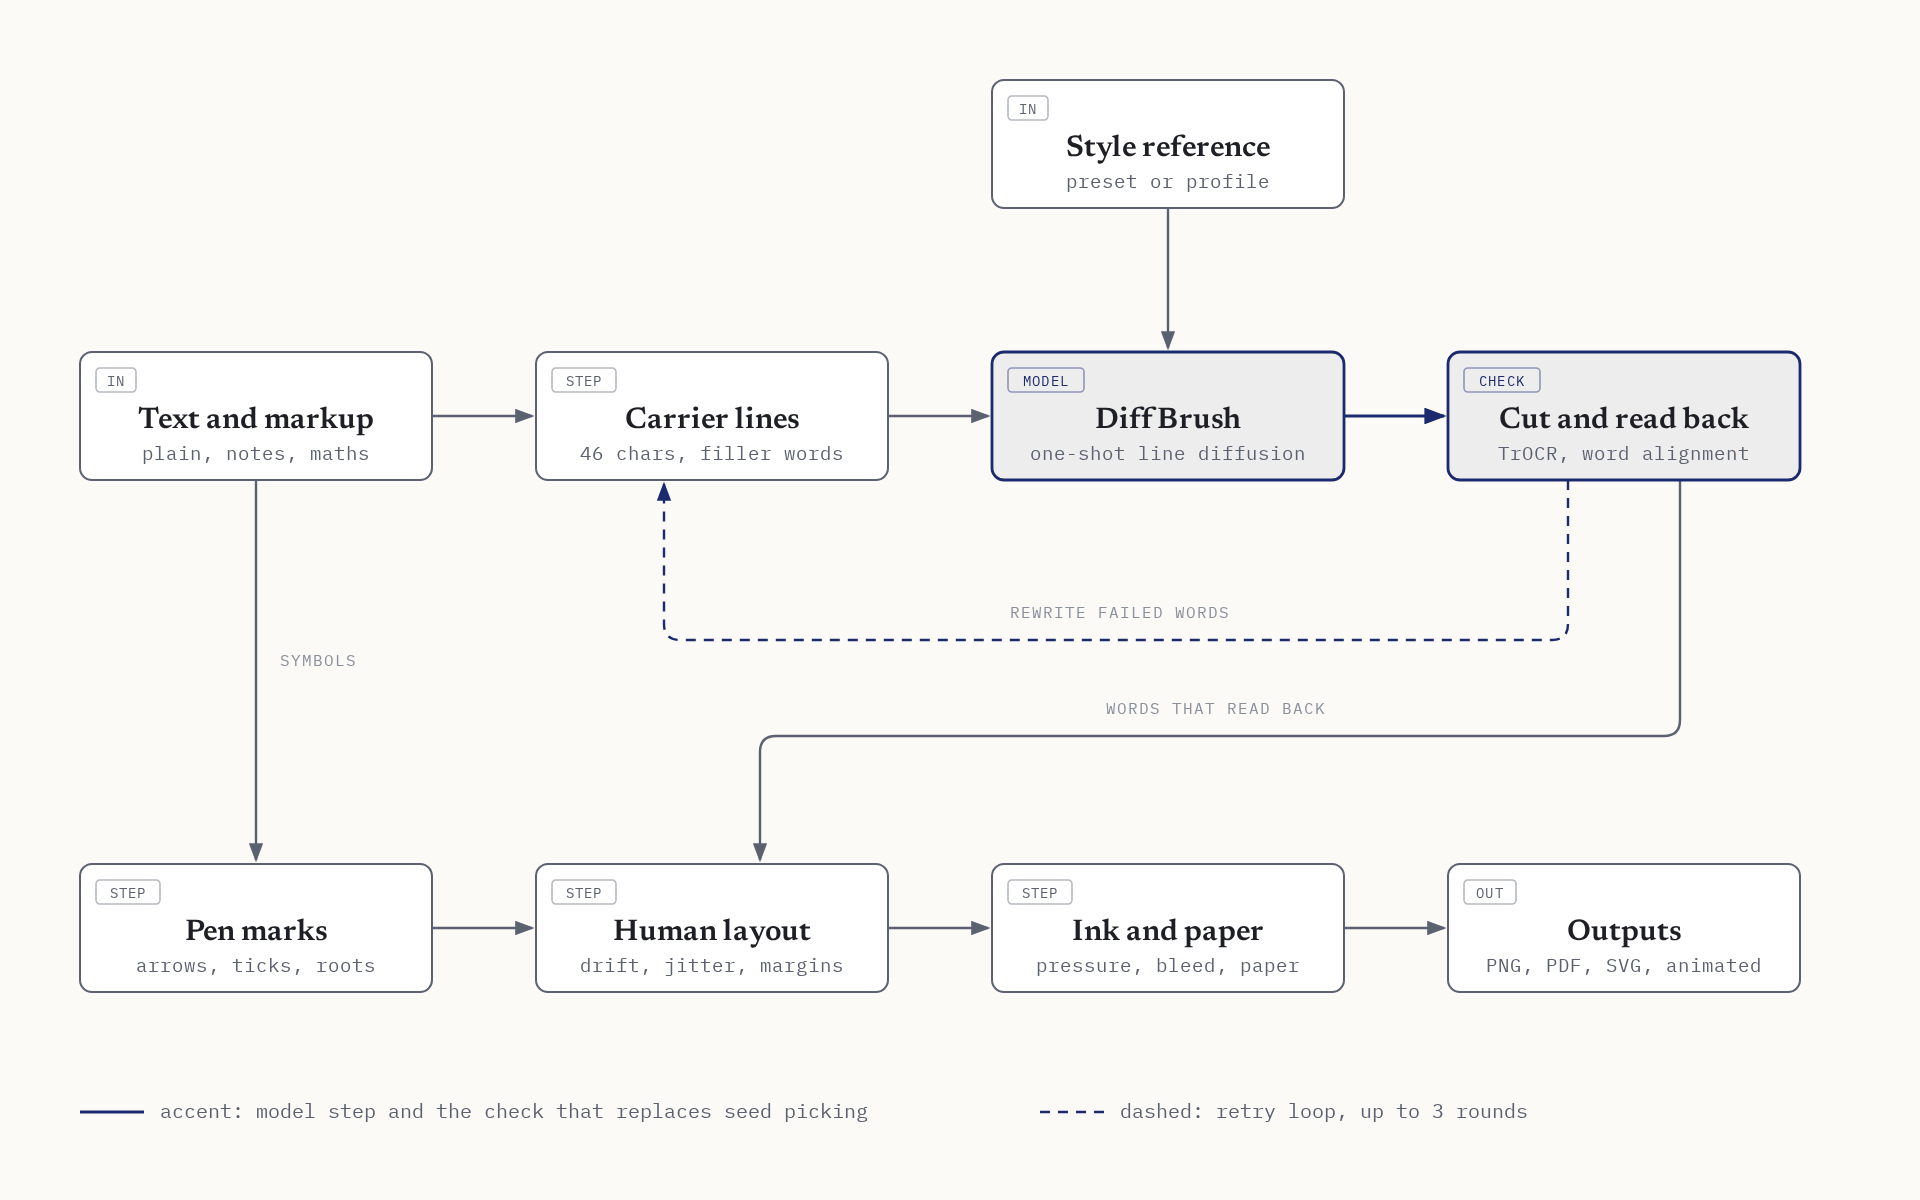 IN
Style reference
preset or profile
IN
Text and markup
plain, notes, maths
STEP
Carrier lines
46 chars, filler words
MODEL
DiffBrush
one-shot line diffusion
CHECK
Cut and read back
TrOCR, word alignment
REWRITE FAILED WORDS
SYMBOLS
WORDS THAT READ BACK
STEP
Pen marks
arrows, ticks, roots
STEP
Human layout
drift, jitter, margins
STEP
Ink and paper
pressure, bleed, paper
OUT
Outputs
PNG, PDF, SVG, animated
accent: model step and the check that replaces seed picking
dashed: retry loop, up to 3 rounds